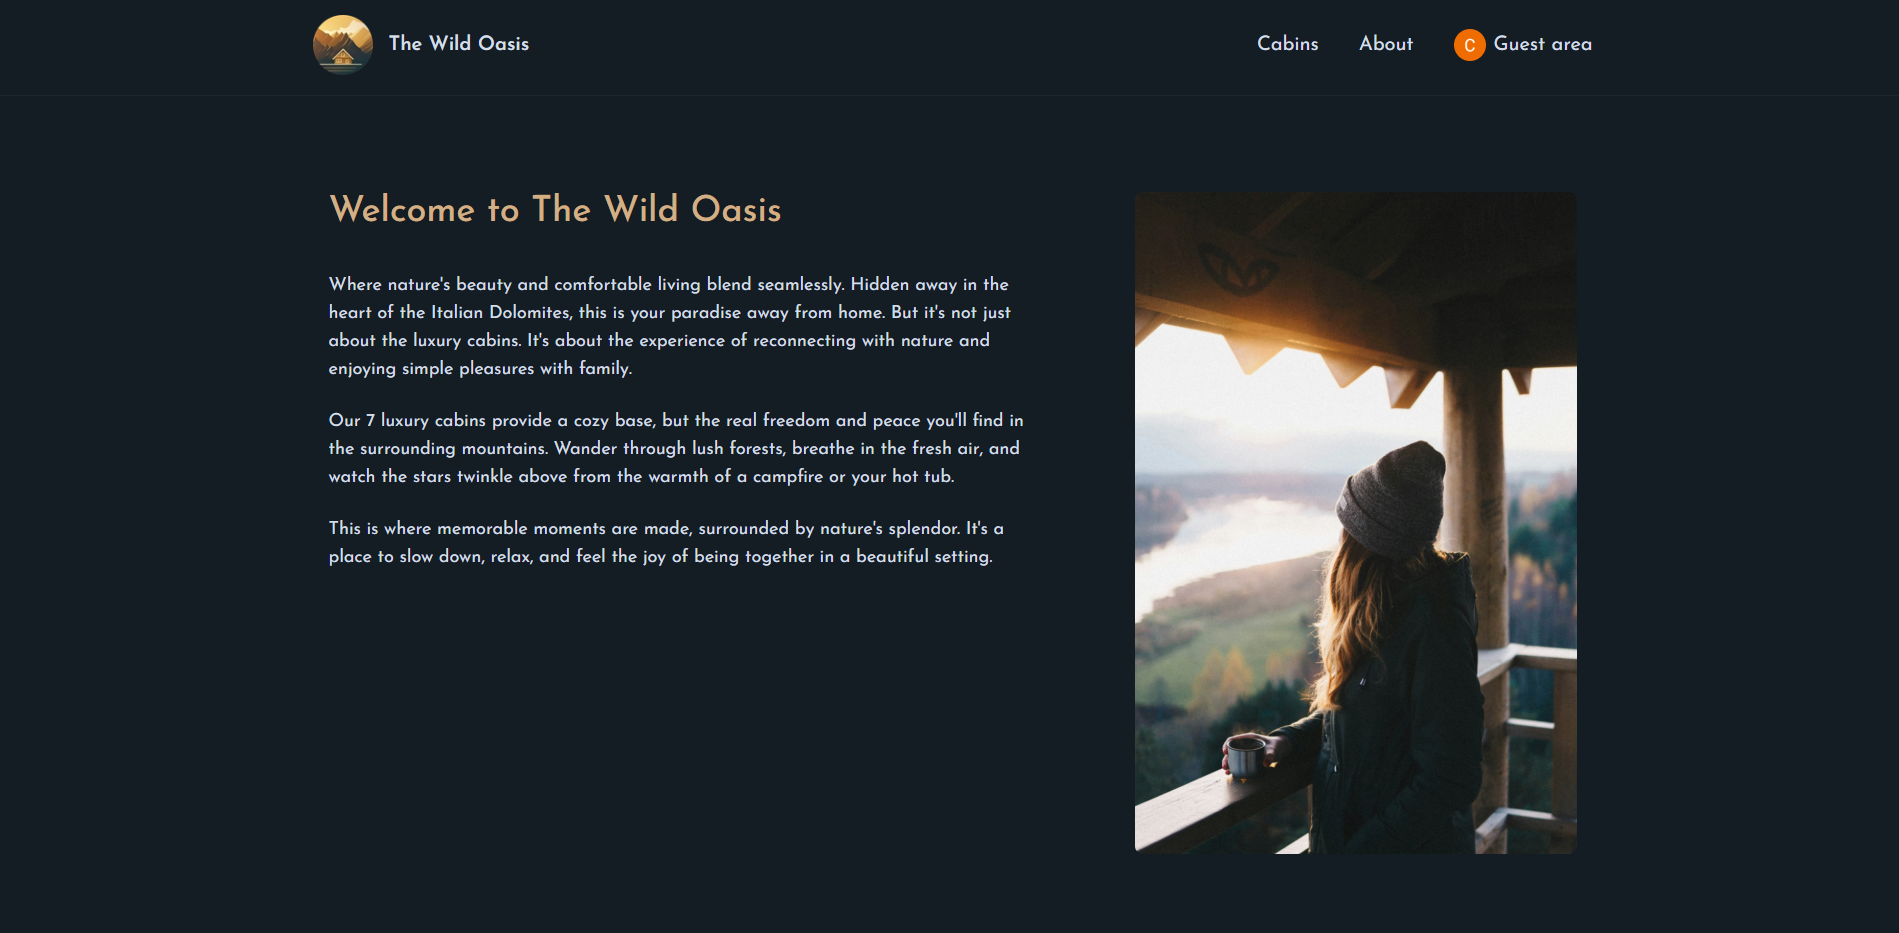 The Wild Oasis
Cabins
About
C
Guest area
Welcome to The Wild Oasis
Where nature's beauty and comfortable living blend seamlessly. Hidden away in the
heart of the Italian Dolomites, this is your paradise away from home. But it's not just
about the luxury cabins. It's about the experience of reconnecting with nature and
enjoying simple pleasures with family.
Our 7 luxury cabins provide a cozy base, but the real freedom and peace you'll find in
the surrounding mountains. Wander through lush forests, breathe in the fresh air, and
watch the stars twinkle above from the warmth of a campfire or your hot tub.
This is where memorable moments are made, surrounded by nature's splendor. It's a
place to slow down, relax, and feel the joy of being together in a beautiful setting.